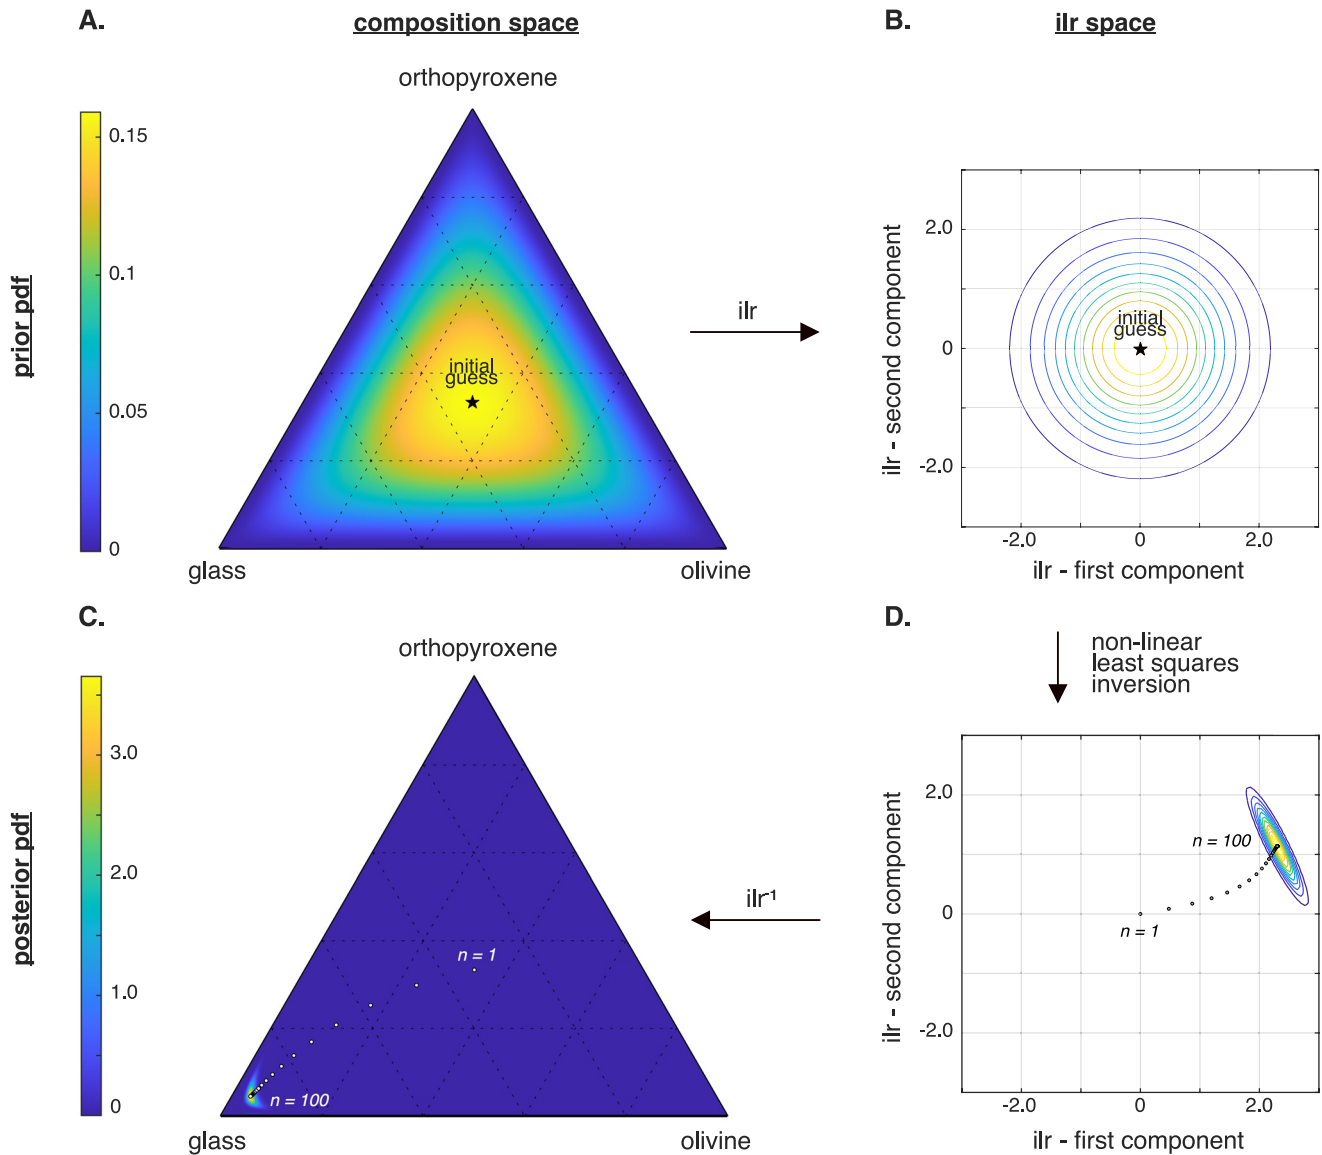 A.
composition space
B.
ilr space
orthopyroxene
0.15
0.1
0.05
0
prior pdf
initial
guess
glass
olivine
ilr
2.0
0
-2.0
ilr - second component
initial
guess
-2.0
0
2.0
ilr - first component
C.
D.
non-linear
least squares
inversion
orthopyroxene
3.0
2.0
1.0
0
posterior pdf
n = 1
n = 100
glass
olivine
ilr⁻¹
2.0
0
-2.0
ilr - second component
n = 100
n = 1
-2.0
0
2.0
ilr - first component